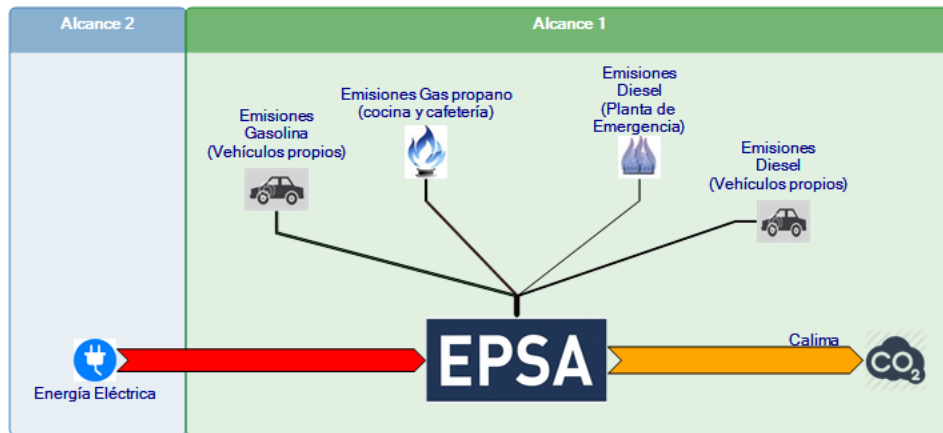 Alcance 2
Alcance 1
Emisiones
Gasolina
(Vehículos propios)
Emisiones Gas propano
(cocina y cafetería)
Emisiones
Diesel
(Planta de
Emergencia)
Emisiones
Diesel
(Vehículos propios)
Energía Eléctrica
EPSA
Calima
CO2